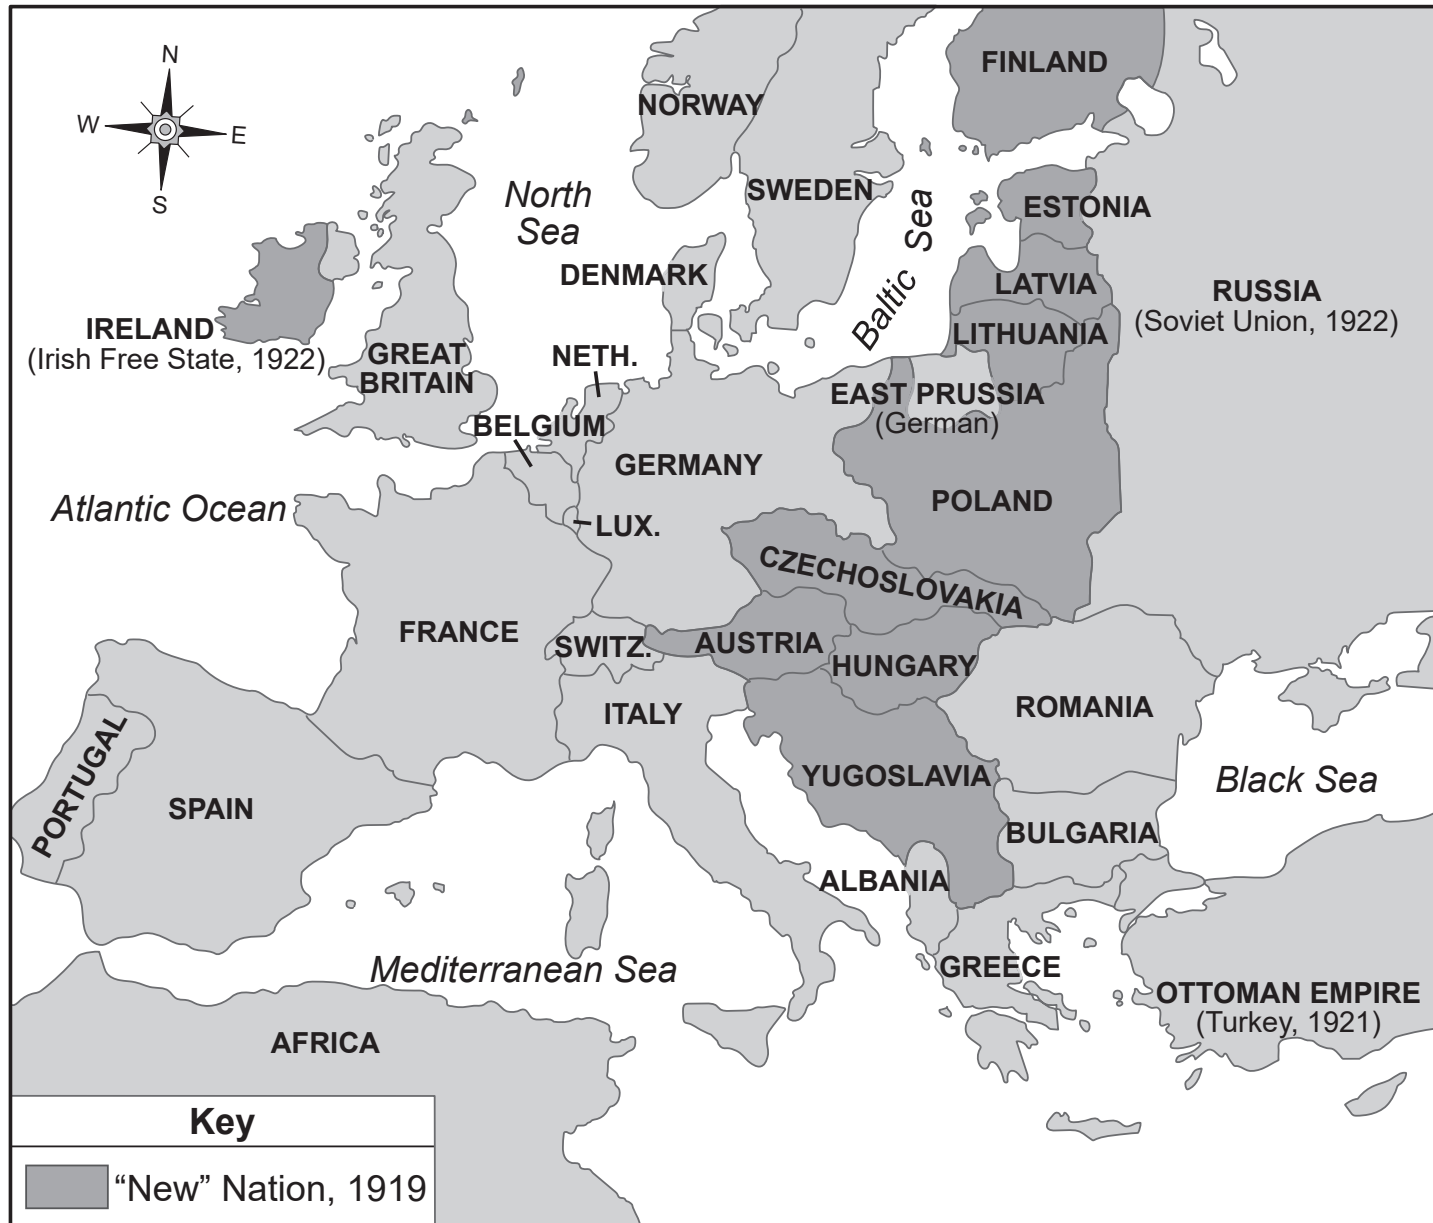 N
W
E
S
FINLAND
NORWAY
SWEDEN
North
Sea
ESTONIA
Baltic Sea
DENMARK
LATVIA
RUSSIA
(Soviet Union, 1922)
IRELAND
(Irish Free State, 1922)
LITHUANIA
GREAT
BRITAIN
NETH.
EAST PRUSSIA
(German)
BELGIUM
GERMANY
POLAND
Atlantic Ocean
LUX.
CZECHOSLOVAKIA
FRANCE
SWITZ.
AUSTRIA
HUNGARY
ROMANIA
ITALY
PORTUGAL
SPAIN
YUGOSLAVIA
Black Sea
BULGARIA
ALBANIA
Mediterranean Sea
GREECE
OTTOMAN EMPIRE
(Turkey, 1921)
AFRICA
Key
“New” Nation, 1919